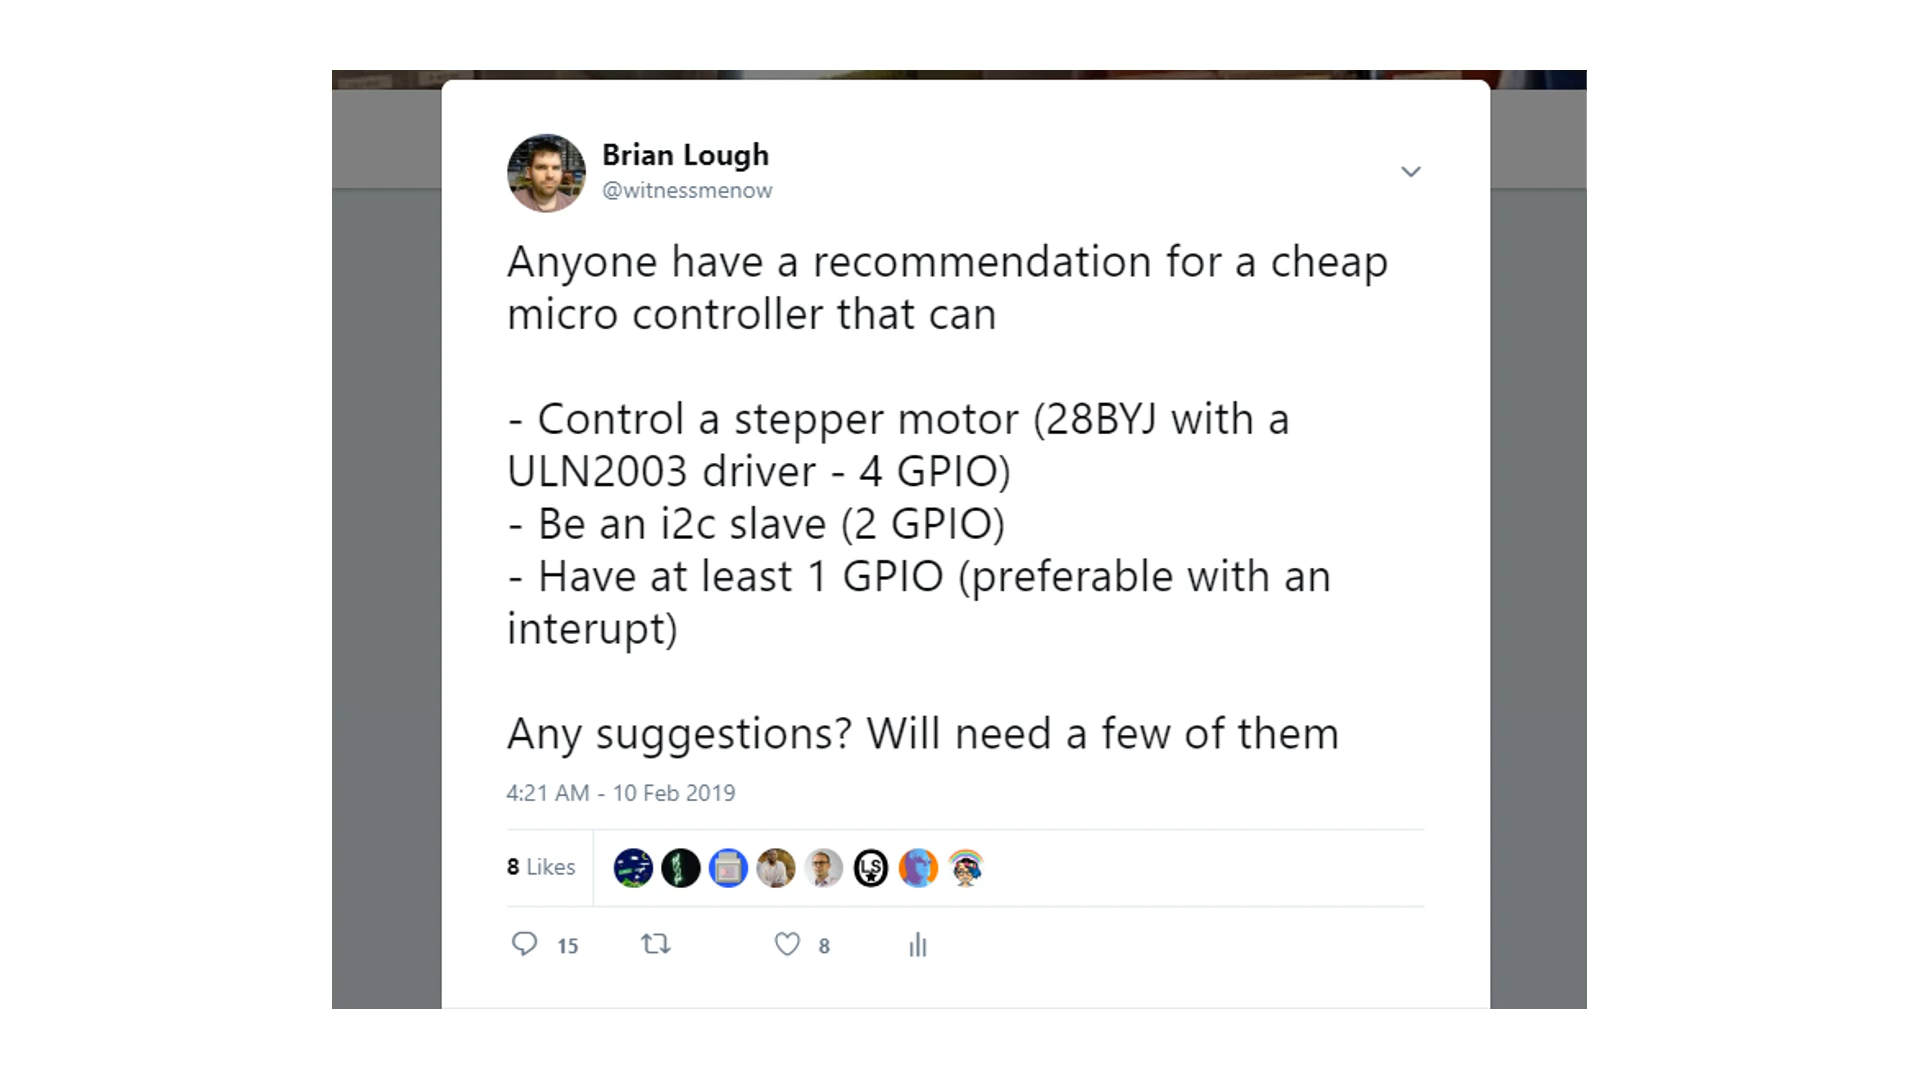 Brian Lough
@witnessmenow
Anyone have a recommendation for a cheap
micro controller that can
- Control a stepper motor (28BYJ with a
ULN2003 driver - 4 GPIO)
- Be an i2c slave (2 GPIO)
- Have at least 1 GPIO (preferable with an
interupt)
Any suggestions? Will need a few of them
4:21 AM - 10 Feb 2019
8 Likes
LS
15 8